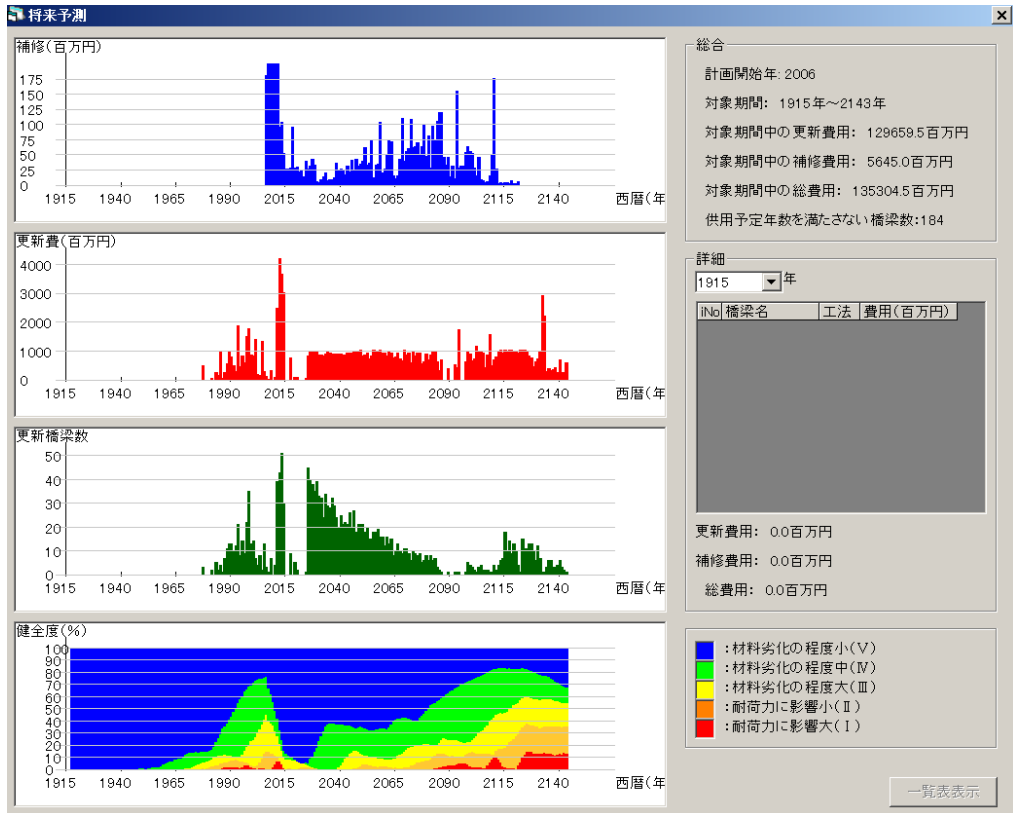 将来予測
補修(百万円)
175
150
125
100
75
50
25
0
1915 1940 1965 1990 2015 2040 2065 2090 2115 2140 西暦(年
更新費(百万円)
4000
3000
2000
1000
0
1915 1940 1965 1990 2015 2040 2065 2090 2115 2140 西暦(年
更新橋梁数
50
40
30
20
10
0
1915 1940 1965 1990 2015 2040 2065 2090 2115 2140 西暦(年
健全度(%)
100
90
80
70
60
50
40
30
20
10
0
1915 1940 1965 1990 2015 2040 2065 2090 2115 2140 西暦(年
総合
計画開始年: 2006
対象期間: 1915年～2143年
対象期間中の更新費用: 129659.5百万円
対象期間中の補修費用: 5645.0百万円
対象期間中の総費用: 135304.5百万円
供用予定年数を満たさない橋梁数:184
詳細
1915 年
iNo 橋梁名 工法 費用(百万円)
更新費用: 0.0百万円
補修費用: 0.0百万円
総費用: 0.0百万円
:材料劣化の程度小(Ⅴ)
:材料劣化の程度中(Ⅳ)
:材料劣化の程度大(Ⅲ)
:耐荷力に影響小(Ⅱ)
:耐荷力に影響大(Ⅰ)
一覧表表示